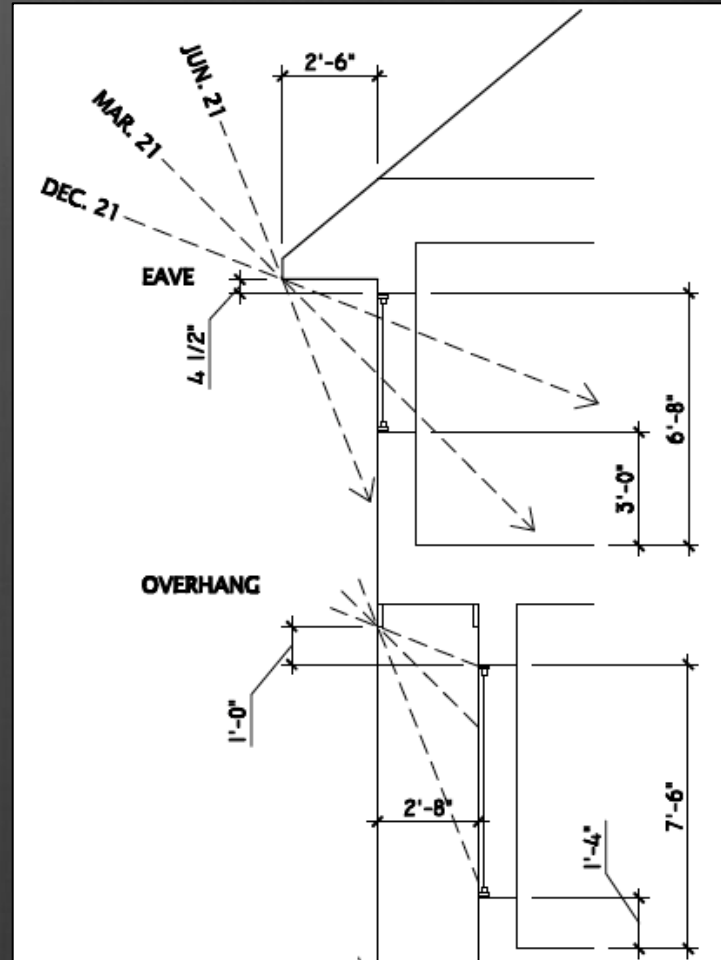 JUN. 21
2'-6"
MAR. 21
DEC. 21
EAVE
4 1/2"
6'-8"
3'-0"
OVERHANG
1'-0"
2'-8"
7'-6"
1'-4"